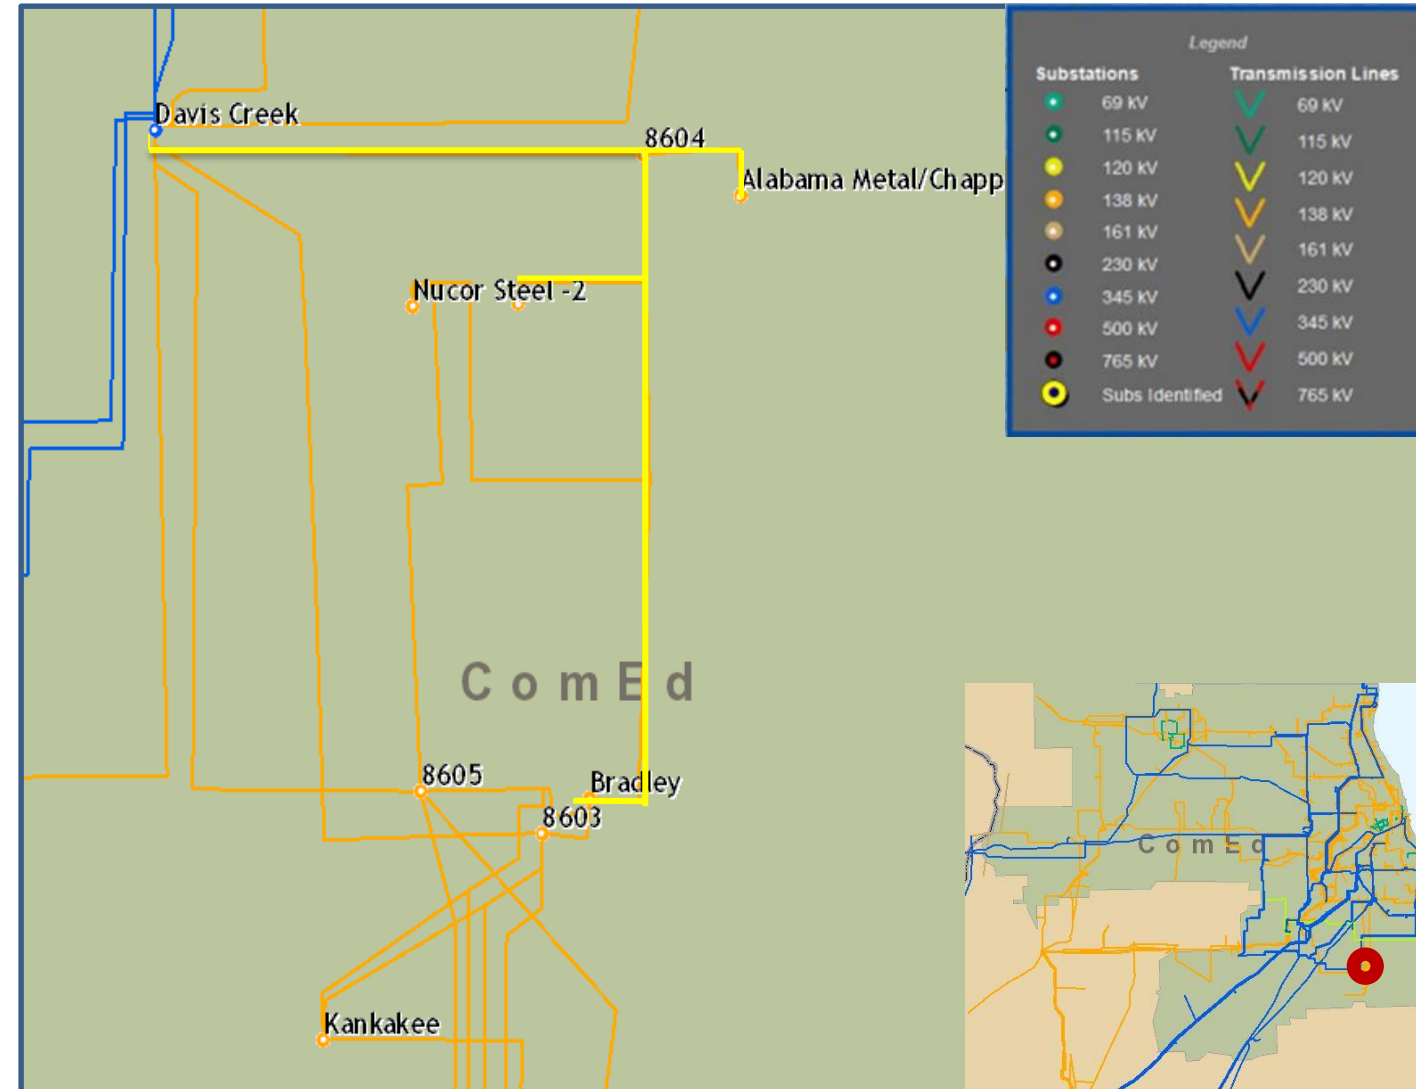 Davis Creek
8604
Alabama Metal/Chapp
Nucor Steel -2
ComEd
8605
Bradley
8603
Kankakee
Legend
Substations
Transmission Lines
69 kV
69 kV
115 kV
115 kV
120 kV
120 kV
138 kV
138 kV
161 kV
161 kV
230 kV
230 kV
345 kV
345 kV
500 kV
500 kV
765 kV
Subs Identified
765 kV
ComEd